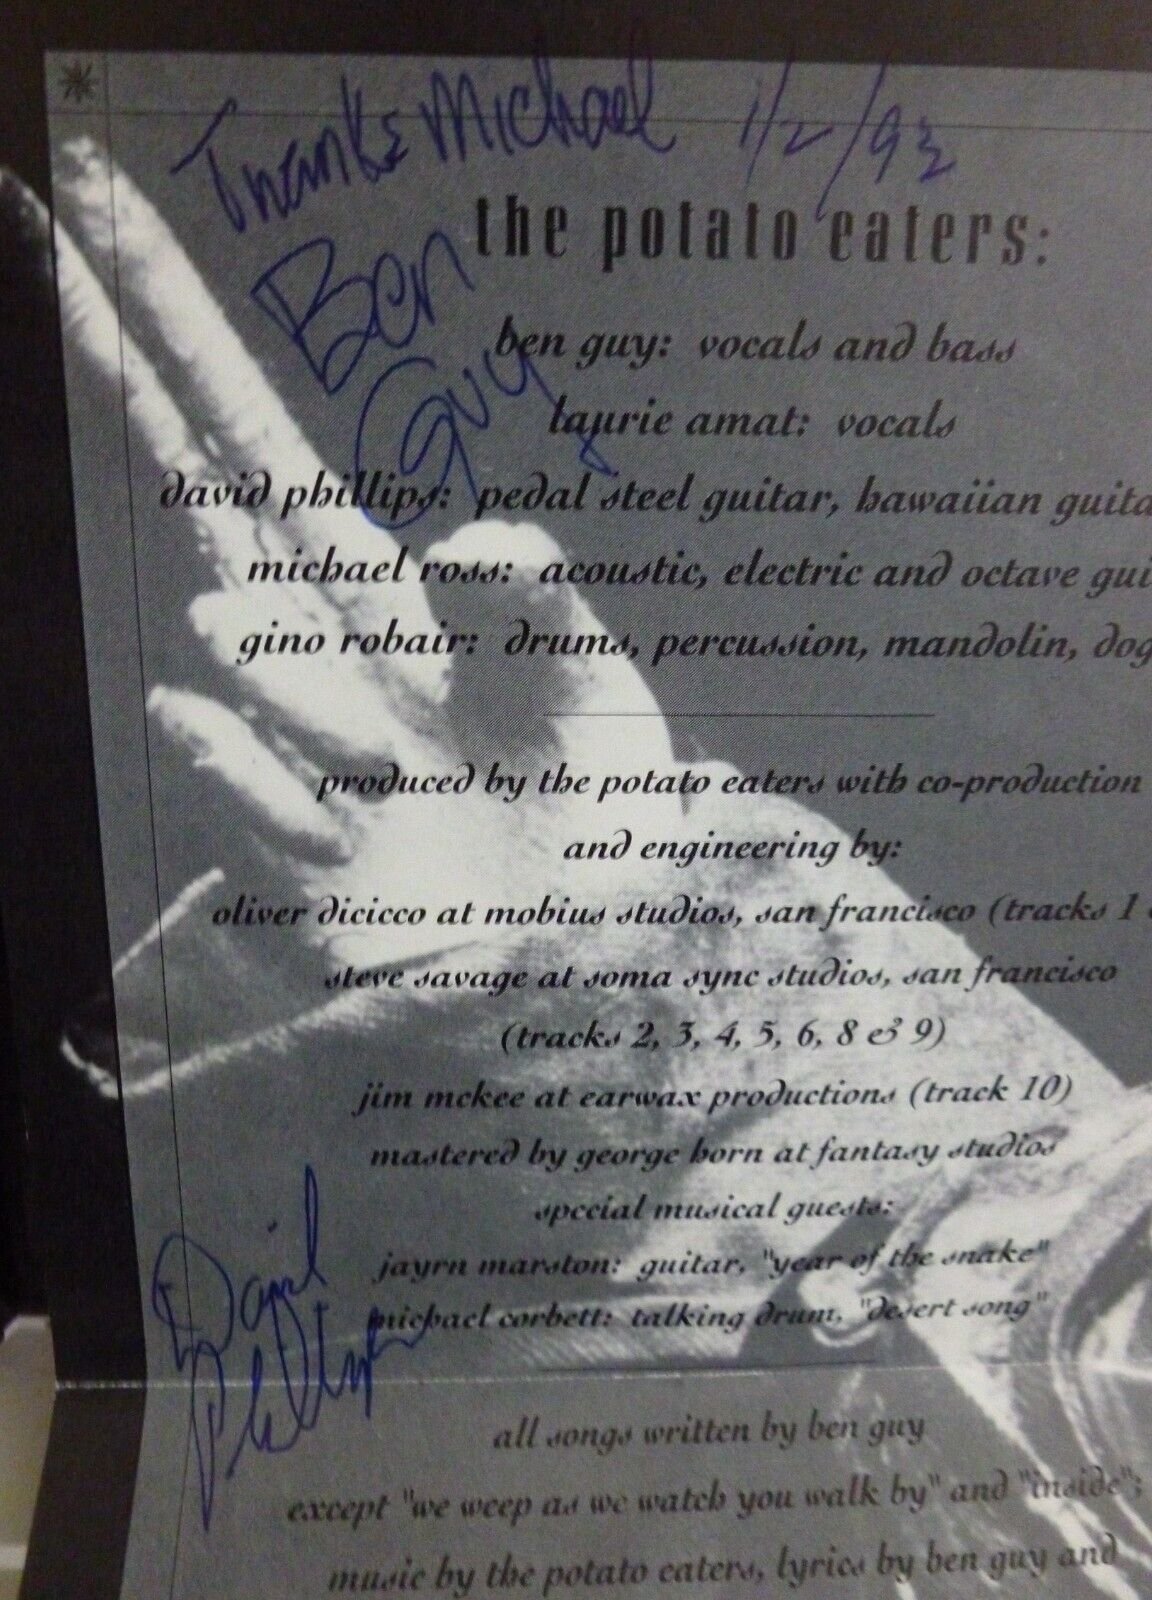 Thanks Michael 1/2/93
the potato eaters:
Ben
Guy
ben guy: vocals and bass
laurie amat: vocals
david phillips: pedal steel guitar, hawaiian guita
michael ross: acoustic, electric and octave gui
gino robair: drums, percussion, mandolin, dog
produced by the potato eaters with co-production
and engineering by:
oliver dicicco at mobius studios, san francisco (tracks 1
steve savage at soma sync studios, san francisco
(tracks 2, 3, 4, 5, 6, 8 & 9)
jim mckee at earwax productions (track 10)
mastered by george horn at fantasy studios
special musical guests:
jayrn marston: guitar, "year of the snake"
michael corbett: talking drum, "desert song"
David
Phillips
all songs written by ben guy
except "we weep as we watch you walk by" and "inside";
music by the potato eaters, lyrics by ben guy and